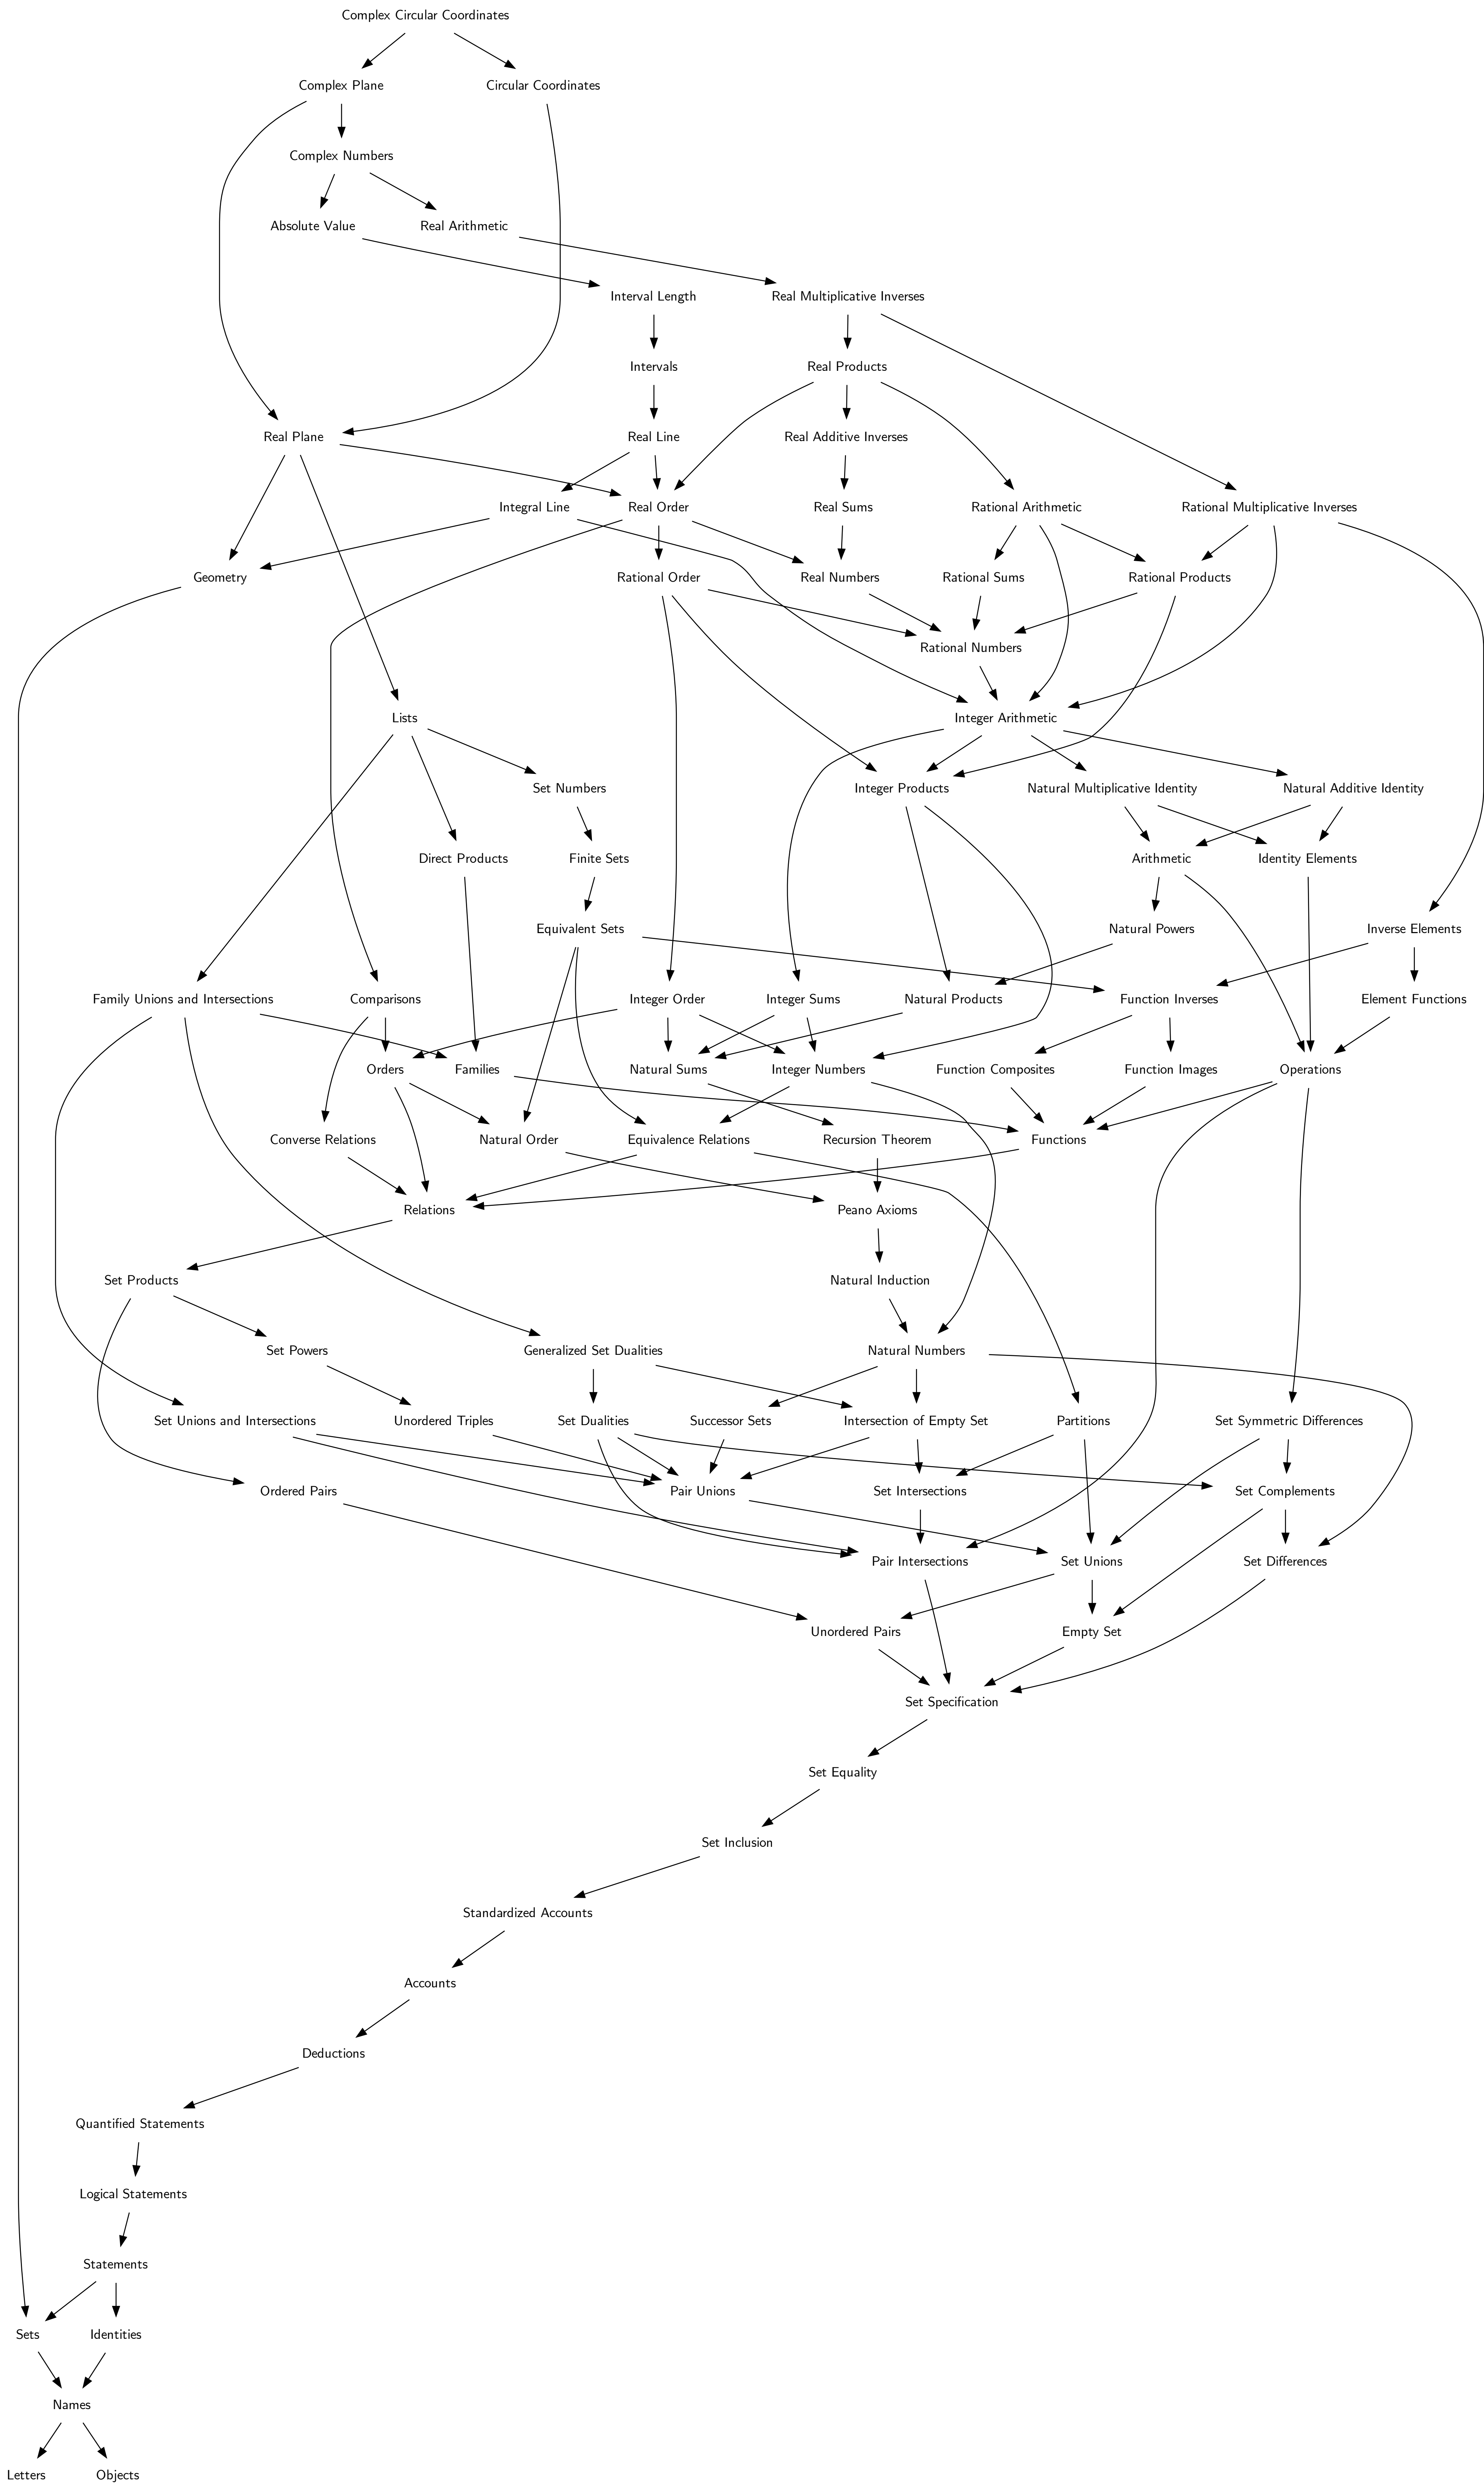 Complex Circular Coordinates
Complex Plane
Circular Coordinates
Complex Numbers
Absolute Value
Real Arithmetic
Interval Length
Real Multiplicative Inverses
Intervals
Real Products
Real Plane
Real Line
Real Additive Inverses
Integral Line
Real Order
Real Sums
Rational Arithmetic
Rational Multiplicative Inverses
Geometry
Rational Order
Real Numbers
Rational Sums
Rational Products
Rational Numbers
Lists
Integer Arithmetic
Set Numbers
Integer Products
Natural Multiplicative Identity
Natural Additive Identity
Direct Products
Finite Sets
Arithmetic
Identity Elements
Equivalent Sets
Natural Powers
Inverse Elements
Family Unions and Intersections
Comparisons
Integer Order
Integer Sums
Natural Products
Function Inverses
Element Functions
Orders
Families
Natural Sums
Integer Numbers
Function Composites
Function Images
Operations
Converse Relations
Natural Order
Equivalence Relations
Recursion Theorem
Functions
Relations
Peano Axioms
Set Products
Natural Induction
Set Powers
Generalized Set Dualities
Natural Numbers
Set Unions and Intersections
Unordered Triples
Set Dualities
Successor Sets
Intersection of Empty Set
Partitions
Set Symmetric Differences
Ordered Pairs
Pair Unions
Set Intersections
Set Complements
Pair Intersections
Set Unions
Set Differences
Unordered Pairs
Empty Set
Set Specification
Set Equality
Set Inclusion
Standardized Accounts
Accounts
Deductions
Quantified Statements
Logical Statements
Statements
Sets
Identities
Names
Letters
Objects